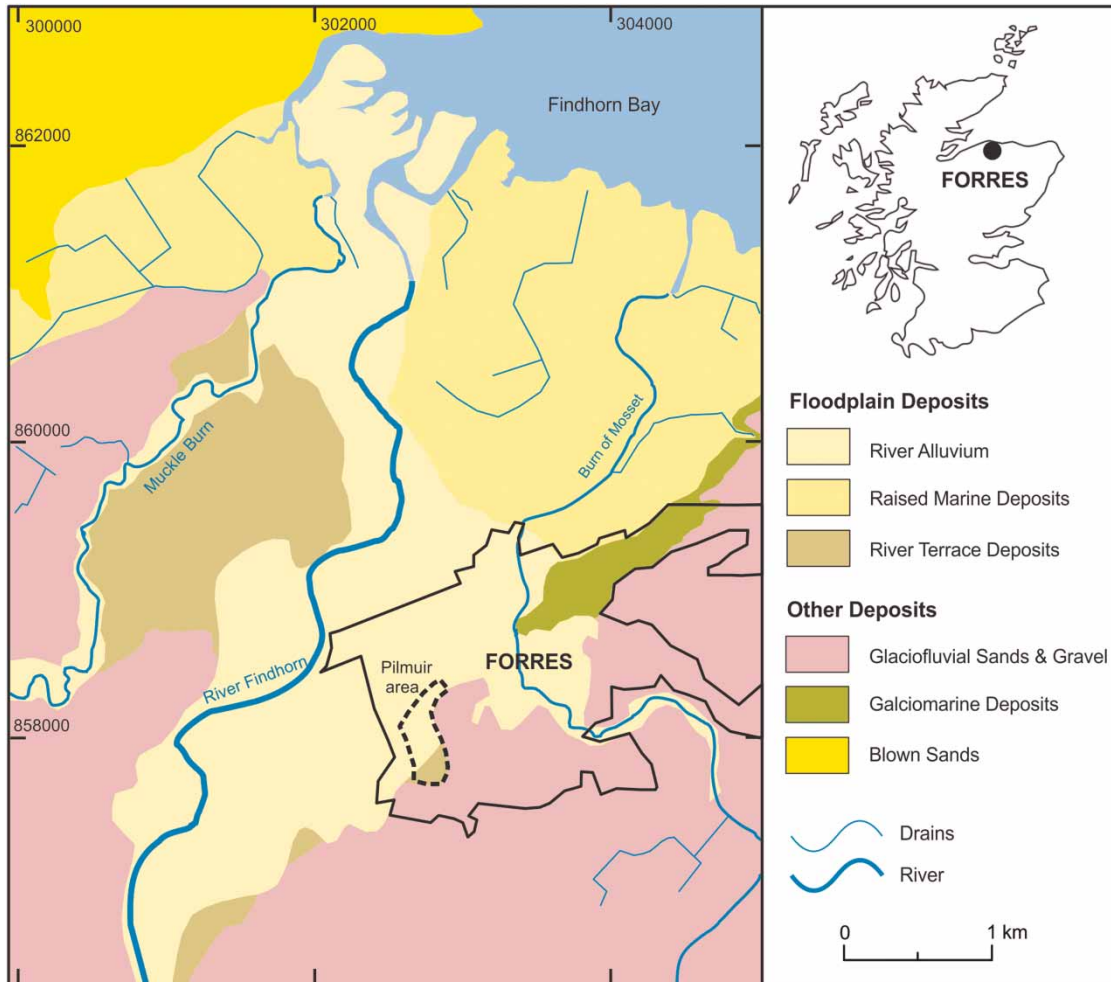 300000
302000
304000
862000
860000
858000
Findhorn Bay
Muckle Burn
Burn of Mosset
River Findhorn
Pilmuir
area
FORRES
FORRES
Floodplain Deposits
River Alluvium
Raised Marine Deposits
River Terrace Deposits
Other Deposits
Glaciofluvial Sands & Gravel
Galciomarine Deposits
Blown Sands
Drains
River
0
1 km